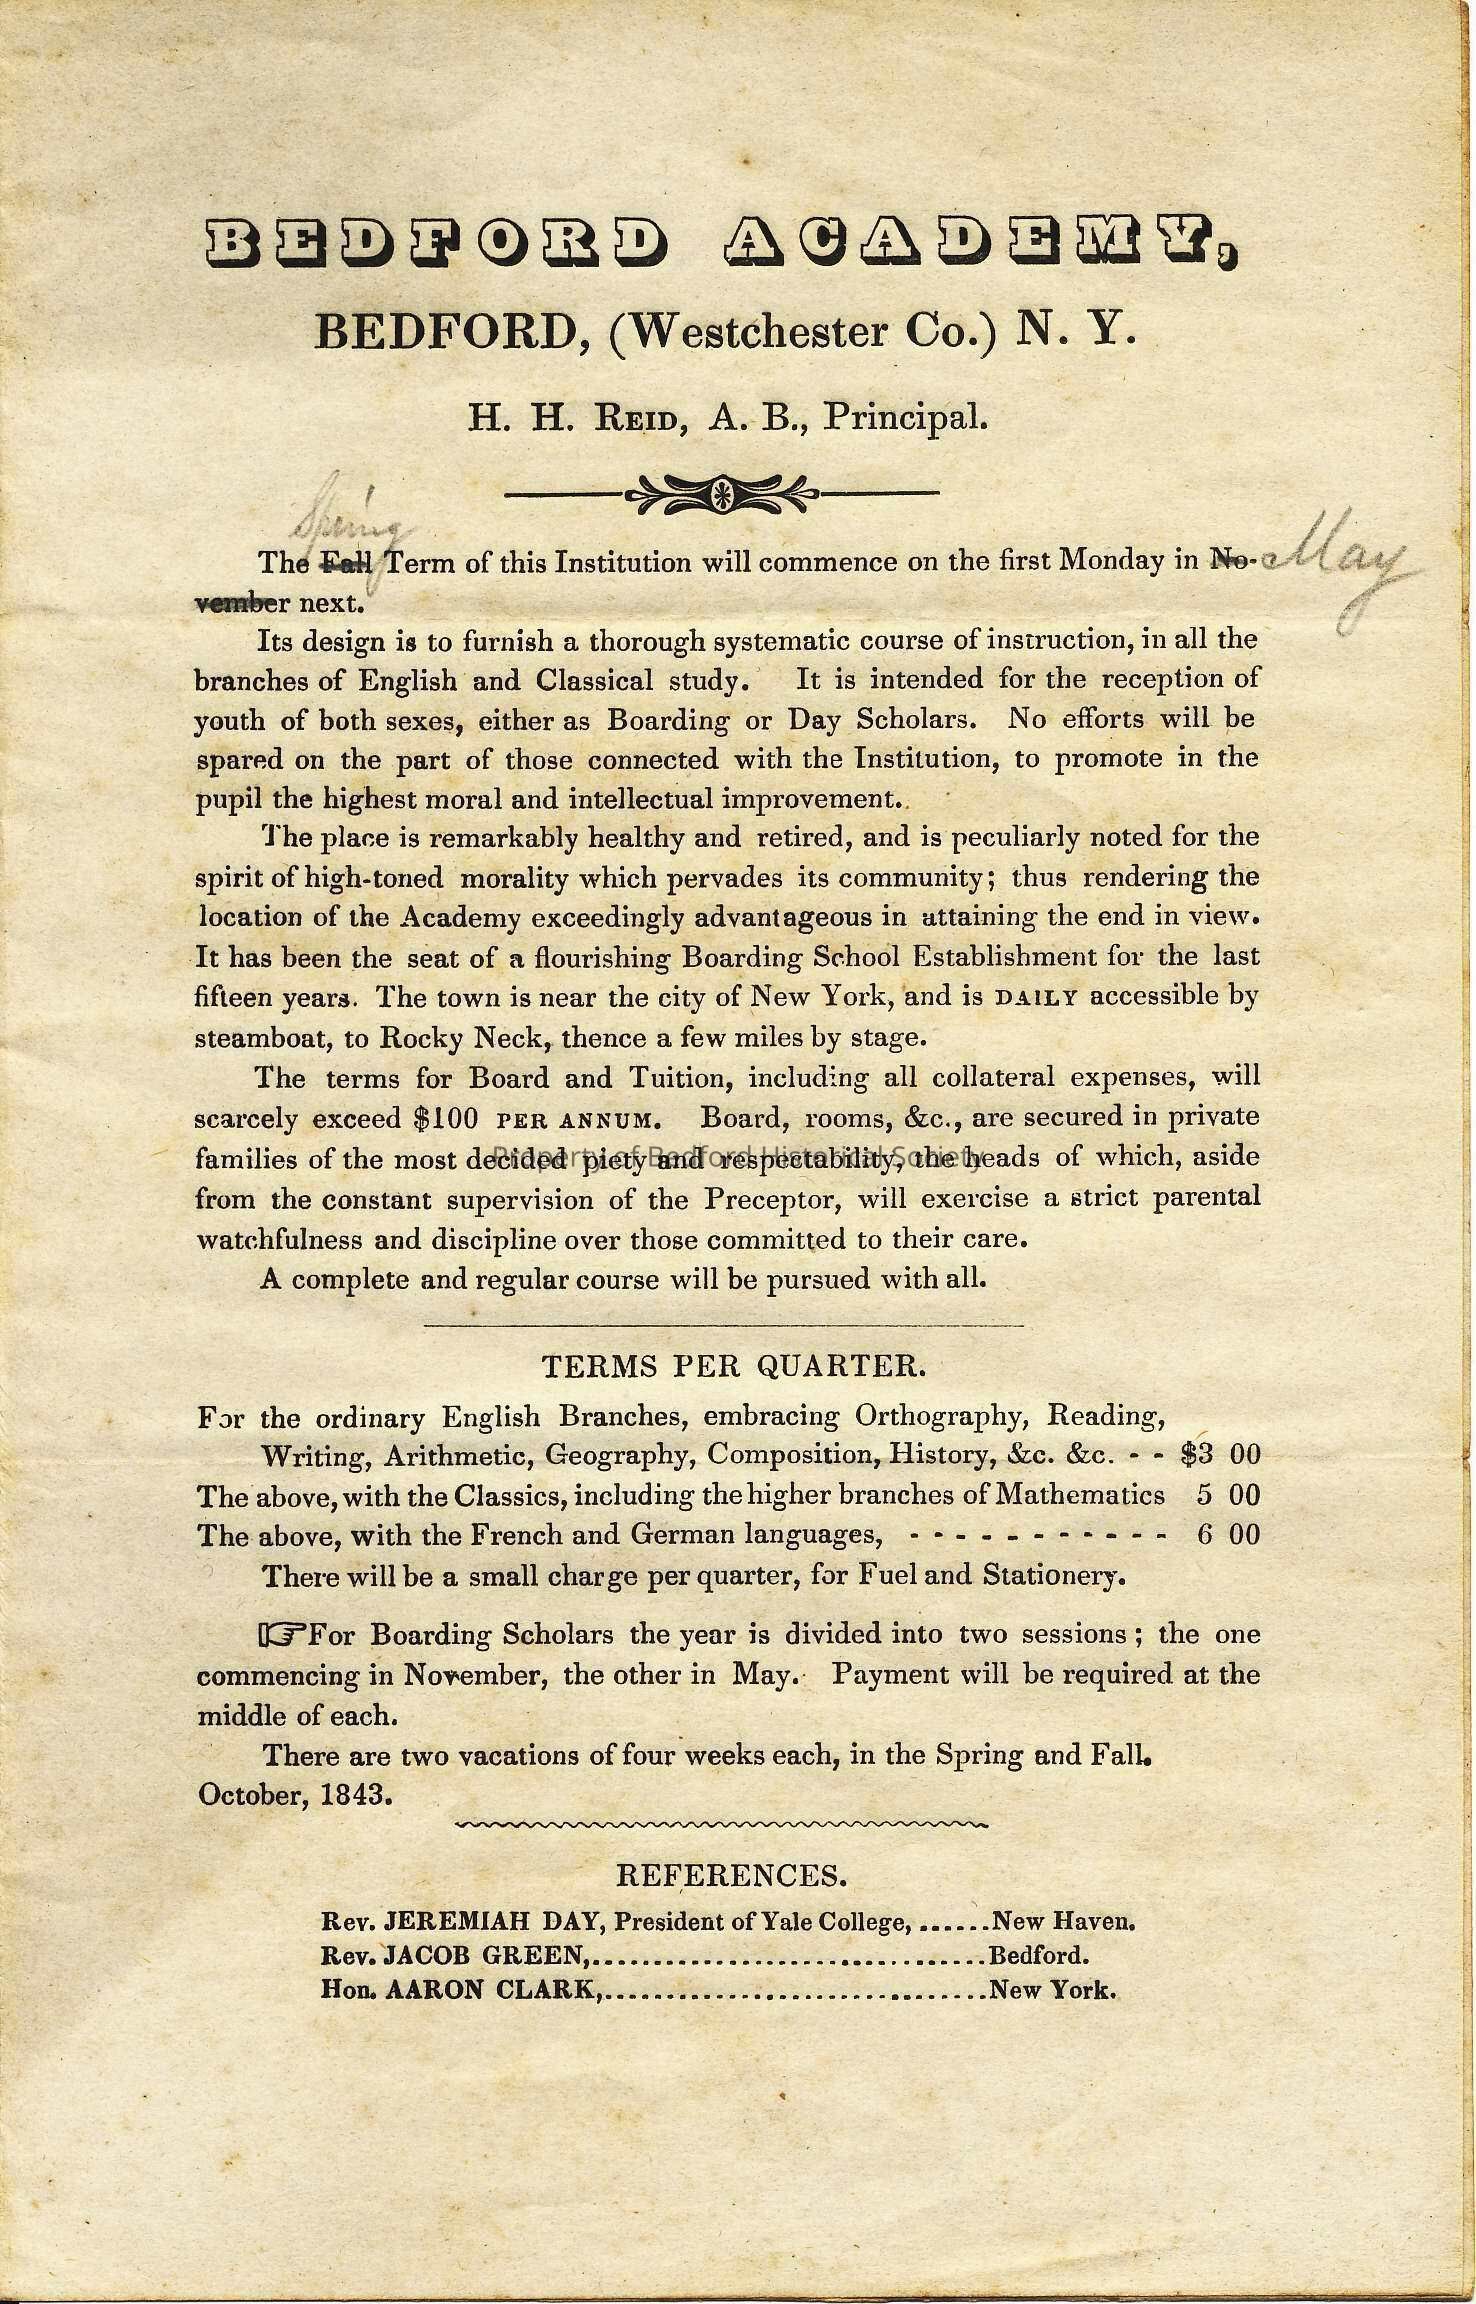 BEDFORD ACADEMY,
BEDFORD, (Westchester Co.) N. Y.
H. H. REID, A. B., Principal.
Spring
The Fall Term of this Institution will commence on the first Monday in No- May
vember next.
Its design is to furnish a thorough systematic course of instruction, in all the
branches of English and Classical study. It is intended for the reception of
youth of both sexes, either as Boarding or Day Scholars. No efforts will be
spared on the part of those connected with the Institution, to promote in the
pupil the highest moral and intellectual improvement.
The place is remarkably healthy and retired, and is peculiarly noted for the
spirit of high-toned morality which pervades its community; thus rendering the
location of the Academy exceedingly advantageous in attaining the end in view.
It has been the seat of a flourishing Boarding School Establishment for the last
fifteen years. The town is near the city of New York, and is DAILY accessible by
steamboat, to Rocky Neck, thence a few miles by stage.
The terms for Board and Tuition, including all collateral expenses, will
scarcely exceed $100 PER ANNUM. Board, rooms, &c., are secured in private
families of the most decided piety and respectability, the heads of which, aside
Property of Bedford Historical Society
from the constant supervision of the Preceptor, will exercise a strict parental
watchfulness and discipline over those committed to their care.
A complete and regular course will be pursued with all.
TERMS PER QUARTER.
For the ordinary English Branches, embracing Orthography, Reading,
Writing, Arithmetic, Geography, Composition, History, &c. &c. - - $3 00
The above, with the Classics, including the higher branches of Mathematics 5 00
The above, with the French and German languages, - - - - - - - - - - - 6 00
There will be a small charge per quarter, for Fuel and Stationery.
☞For Boarding Scholars the year is divided into two sessions; the one
commencing in November, the other in May. Payment will be required at the
middle of each.
There are two vacations of four weeks each, in the Spring and Fall.
October, 1843.
REFERENCES.
Rev. JEREMIAH DAY, President of Yale College, ......New Haven.
Rev. JACOB GREEN,................................Bedford.
Hon. AARON CLARK,...............................New York.